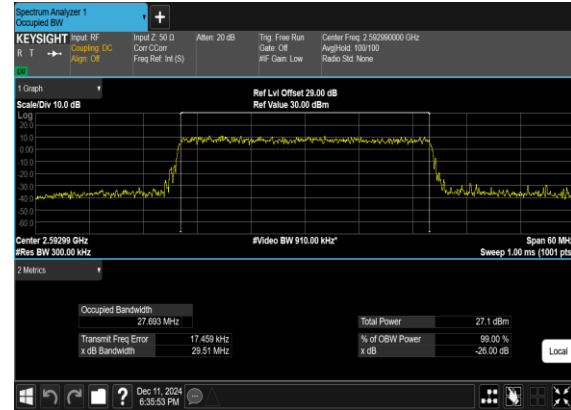 Spectrum Analyzer 1
Occupied BW
+
KEYSIGHT Input: RF Input Z: 50 Ω Atten: 20 dB Trig: Free Run Center Freq: 2.592990000 GHz
R T Coupling: DC Corr CCorr Gate: Off Avg|Hold: 100/100
Align: Off Freq Ref: Int (S) #IF Gain: Low Radio Std: None
1 Graph
Ref Lvl Offset 29.00 dB
Scale/Div 10.0 dB Ref Value 30.00 dBm
Log
20.0
10.0
0.00
-10.0
-20.0
-30.0
-40.0
-50.0
-60.0
Center 2.59299 GHz #Video BW 910.00 kHz* Span 60 MHz
#Res BW 300.00 kHz Sweep 1.00 ms (1001 pts
2 Metrics
Occupied Bandwidth
27.693 MHz Total Power 27.1 dBm
Transmit Freq Error 17.459 kHz % of OBW Power 99.00 %
x dB Bandwidth 29.51 MHz x dB -26.00 dB
Local
? Dec 11, 2024
6:35:53 PM